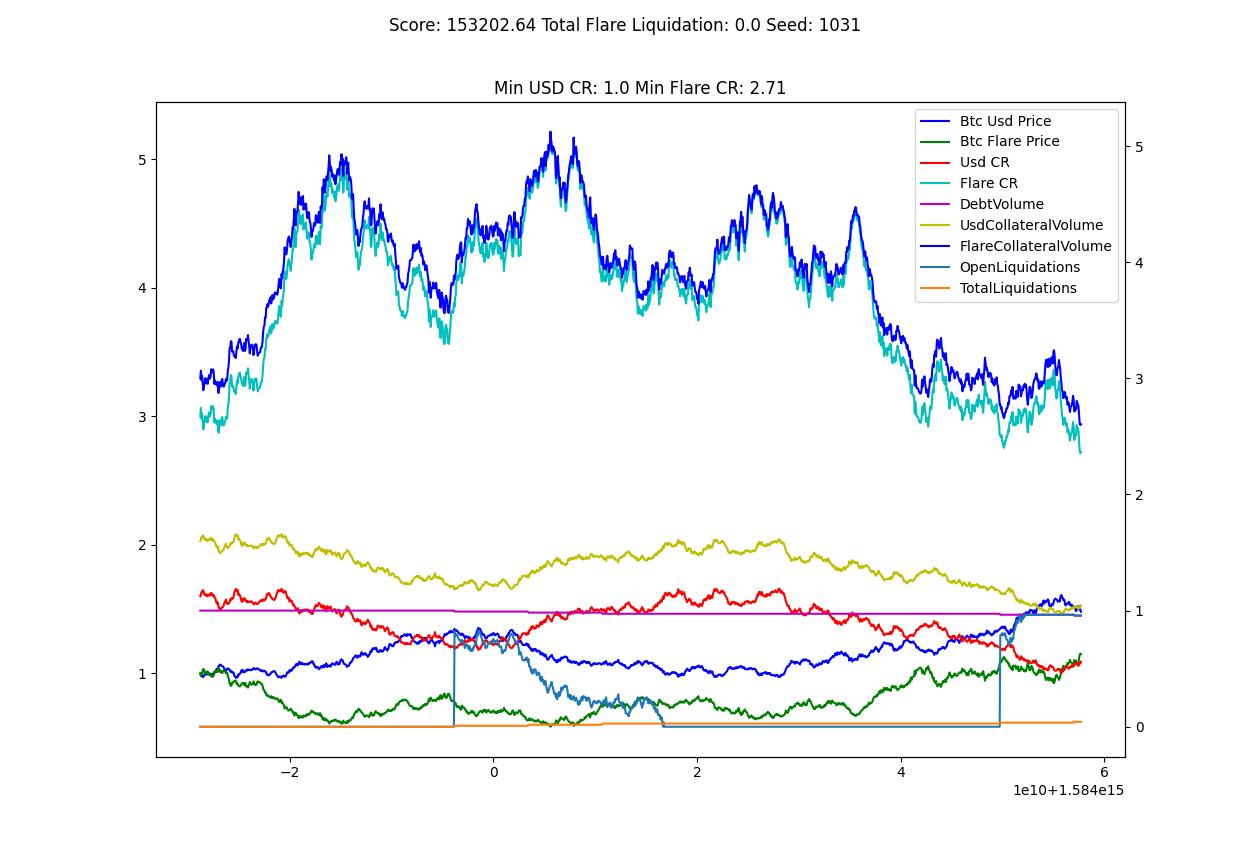 Score: 153202.64 Total Flare Liquidation: 0.0 Seed: 1031
Min USD CR: 1.0 Min Flare CR: 2.71
Btc Usd Price
Btc Flare Price
Usd CR
Flare CR
DebtVolume
UsdCollateralVolume
FlareCollateralVolume
OpenLiquidations
TotalLiquidations
5
4
3
2
1
5
4
3
2
1
0
−2
0
2
4
6
1e10+1.584e15